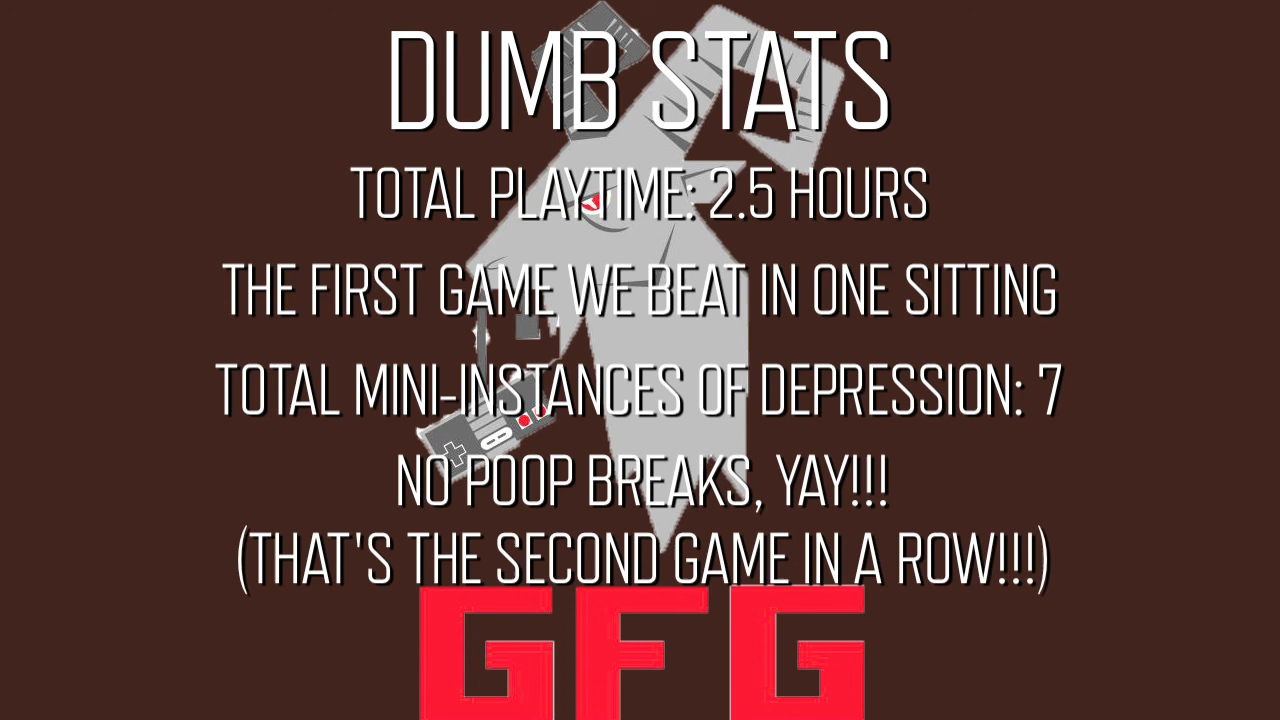 DUMB STATS
TOTAL PLAYTIME: 2.5 HOURS
THE FIRST GAME WE BEAT IN ONE SITTING
TOTAL MINI-INSTANCES OF DEPRESSION: 7
NO POOP BREAKS, YAY!!!
(THAT'S THE SECOND GAME IN A ROW!!!)
GFG